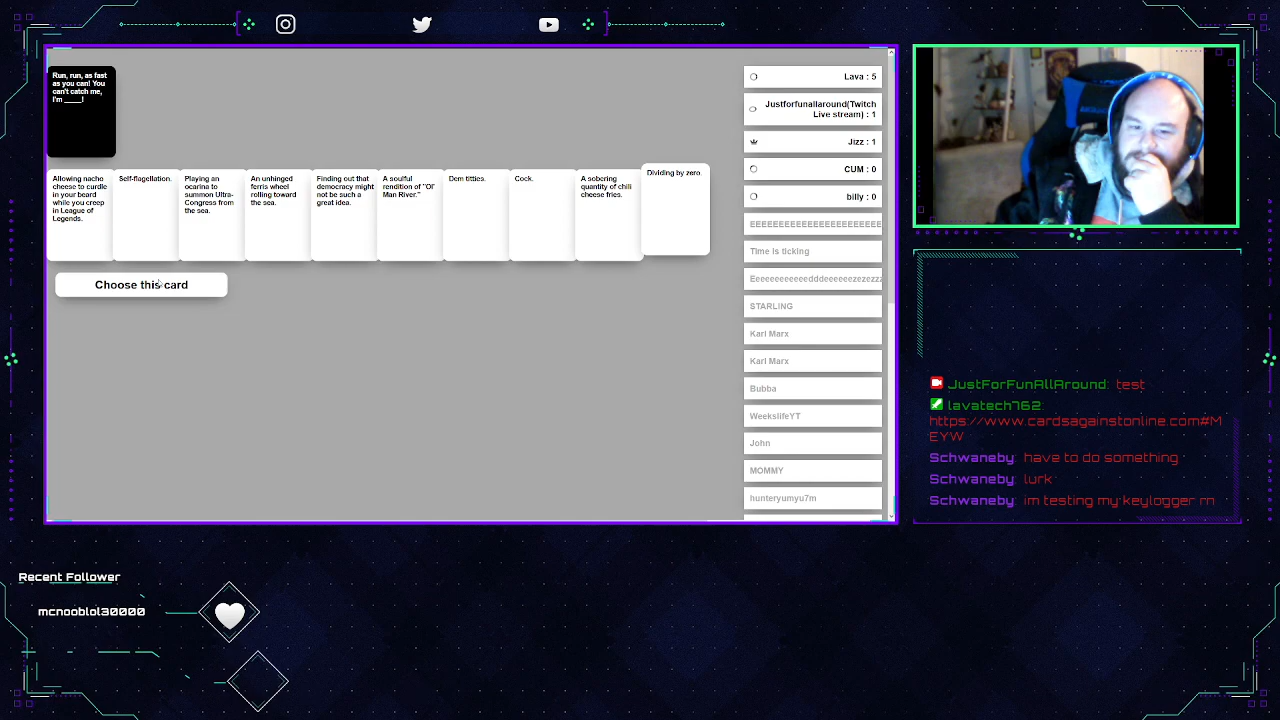 Run, run, as fast
as you can! You
can't catch me,
I'm _____!
Allowing nacho
cheese to curdle
in your beard
while you creep
in League of
Legends.
Self-flagellation.
Playing an
ocarina to
summon Ultra-
Congress from
the sea.
An unhinged
ferris wheel
rolling toward
the sea.
Finding out that
democracy might
not be such a
great idea.
A soulful
rendition of "Ol'
Man River."
Dem titties.
Cock.
A sobering
quantity of chili
cheese fries.
Dividing by zero.
Choose this card
Lava : 5
Justforfunallaround(Twitch
Live stream) : 1
Jizz : 1
CUM : 0
billy : 0
Time is ticking
STARLING
Karl Marx
Karl Marx
Bubba
WeekslifeYT
John
MOMMY
hunteryumyu7m
JustForFunAllAround: test
lavatech762:
https://www.cardsagainstonline.com#M
EYW
Schwaneby: have to do something
Schwaneby: lurk
Schwaneby: im testing my keylogger rn
Recent Follower
mcnooblol30000